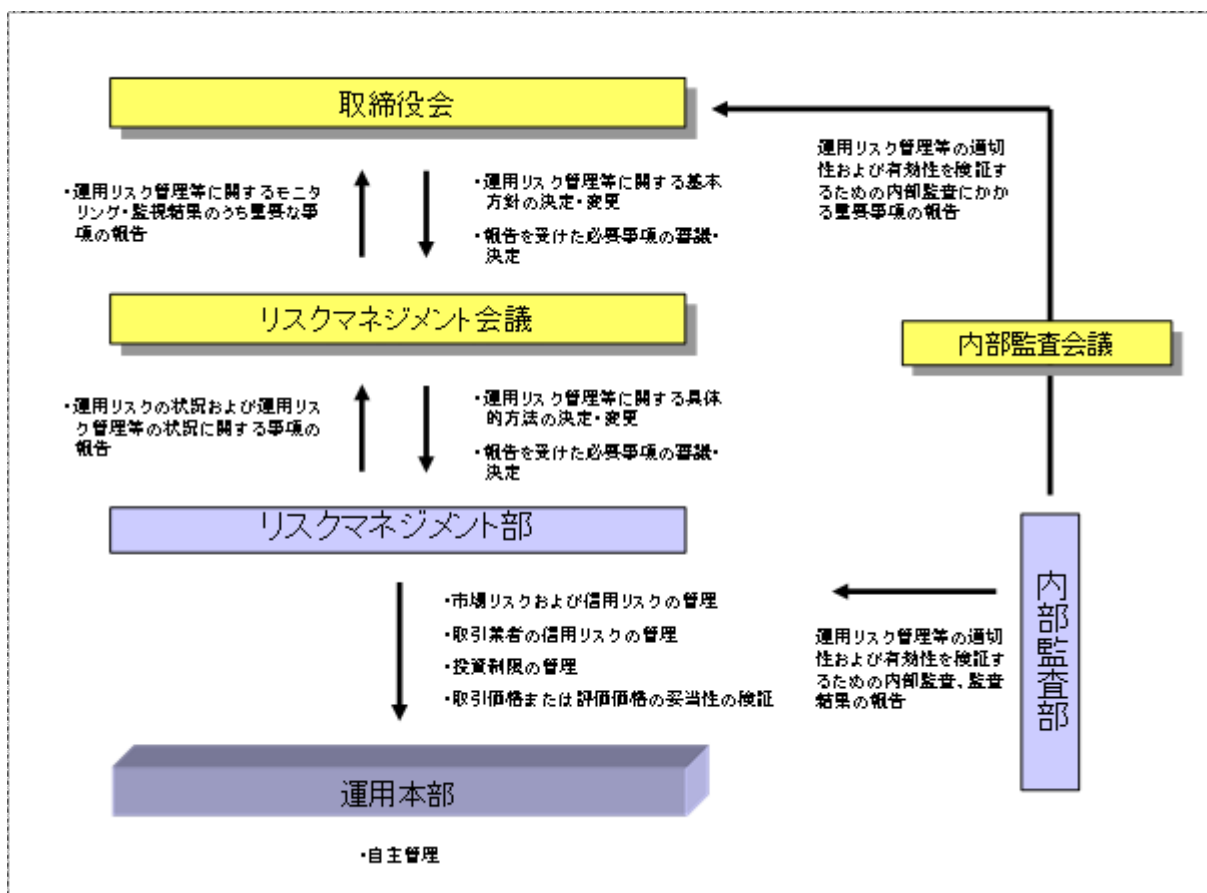 取締役会
・運用リスク管理等に関するモニ
タリング・監視結果のうち重要な事
項の報告
・運用リスク管理等に関する基本
方針の決定・変更
・報告を受けた必要事項の審議・
決定
運用リスク管理等の適切
性および有効性を検証す
るための内部監査にかか
る重要事項の報告
リスクマネジメント会議
内部監査会議
・運用リスクの状況および運用リス
ク管理等の状況に関する事項の
報告
・運用リスク管理等に関する具体
的方法の決定・変更
・報告を受けた必要事項の審議・
決定
リスクマネジメント部
内部監査部
・市場リスクおよび信用リスクの管理
・取引業者の信用リスクの管理
・投資制限の管理
・取引価格または評価価格の妥当性の検証
運用リスク管理等の適切
性および有効性を検証す
るための内部監査、監査
結果の報告
運用本部
・自主管理